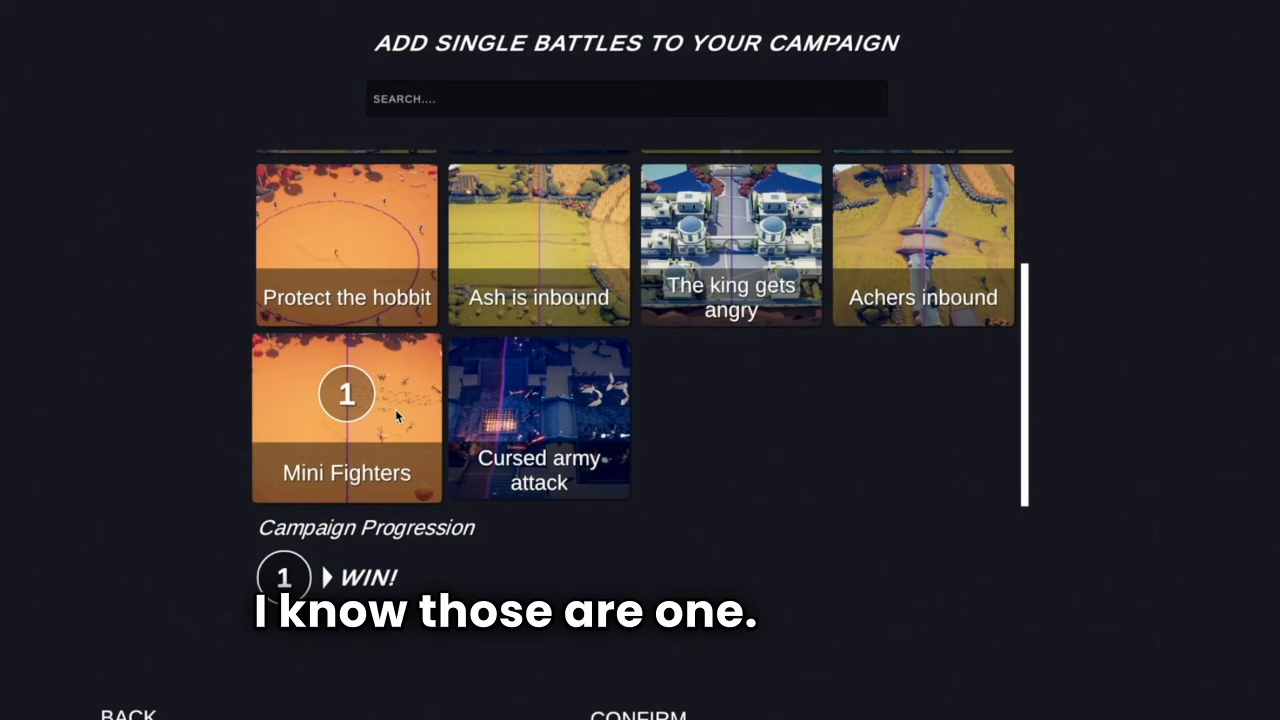 ADD SINGLE BATTLES TO YOUR CAMPAIGN
SEARCH....
Protect the hobbit
Ash is inbound
The king gets
angry
Achers inbound
1
Mini Fighters
Cursed army
attack
Campaign Progression
1 WIN!
I know those are one.
BACK
CONFIRM